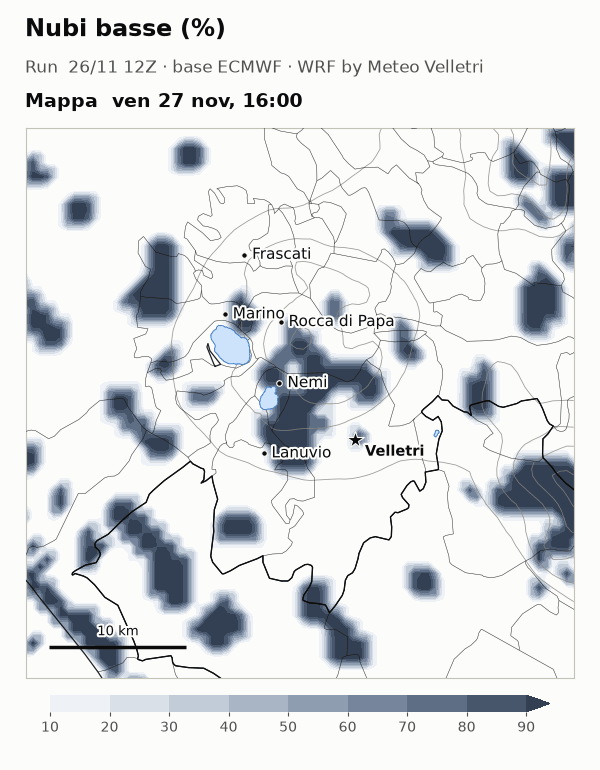 Nubi basse (%)
Run  26/11 12Z · base ECMWF · WRF by Meteo Velletri
Mappa  ven 27 nov, 16:00
Frascati
Marino
Rocca di Papa
Nemi
Velletri
Lanuvio
10 km
10 20 30 40 50 60 70 80 90